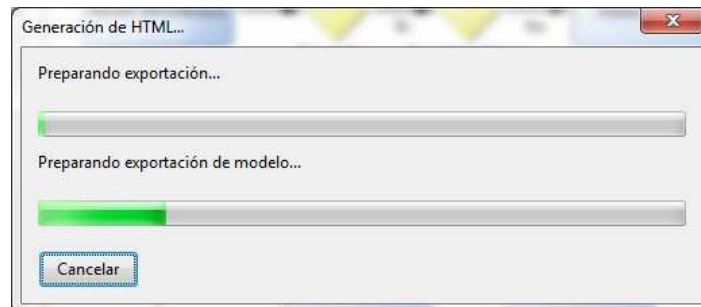 Generación de HTML...
Preparando exportación...
Preparando exportación de modelo...
Cancelar